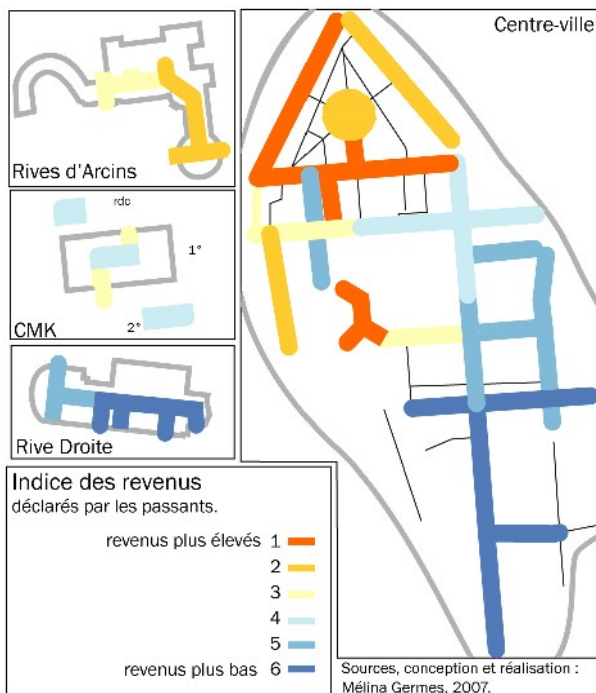 Centre-ville
Rives d'Arcins
rdc
1°
2°
CMK
Rive Droite
Indice des revenus
déclarés par les passants.
revenus plus élevés 1
2
3
4
5
revenus plus bas 6
Sources, conception et réalisation :
Mélina Germes, 2007.